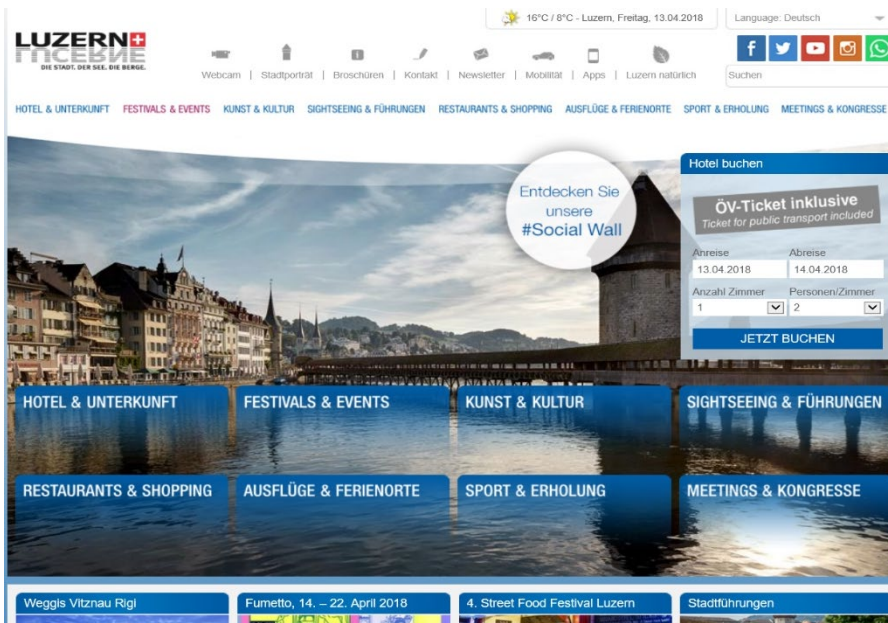 16°C / 8°C - Luzern, Freitag, 13.04.2018
Language: Deutsch
LUZERN
LUCERNE
DIE STADT. DER SEE. DIE BERGE.
Webcam | Stadtporträt | Broschüren | Kontakt | Newsletter | Mobilität | Apps | Luzern natürlich
Suchen
HOTEL & UNTERKUNFT FESTIVALS & EVENTS KUNST & KULTUR SIGHTSEEING & FÜHRUNGEN RESTAURANTS & SHOPPING AUSFLÜGE & FERIENORTE SPORT & ERHOLUNG MEETINGS & KONGRESSE
Entdecken Sie
unsere
#Social Wall
Hotel buchen
ÖV-Ticket inklusive
Ticket for public transport included
Anreise Abreise
13.04.2018 14.04.2018
Anzahl Zimmer Personen/Zimmer
1 2
JETZT BUCHEN
HOTEL & UNTERKUNFT FESTIVALS & EVENTS KUNST & KULTUR SIGHTSEEING & FÜHRUNGEN
RESTAURANTS & SHOPPING AUSFLÜGE & FERIENORTE SPORT & ERHOLUNG MEETINGS & KONGRESSE
Weggis Vitznau Rigi Fumetto, 14. – 22. April 2018 4. Street Food Festival Luzern Stadtführungen